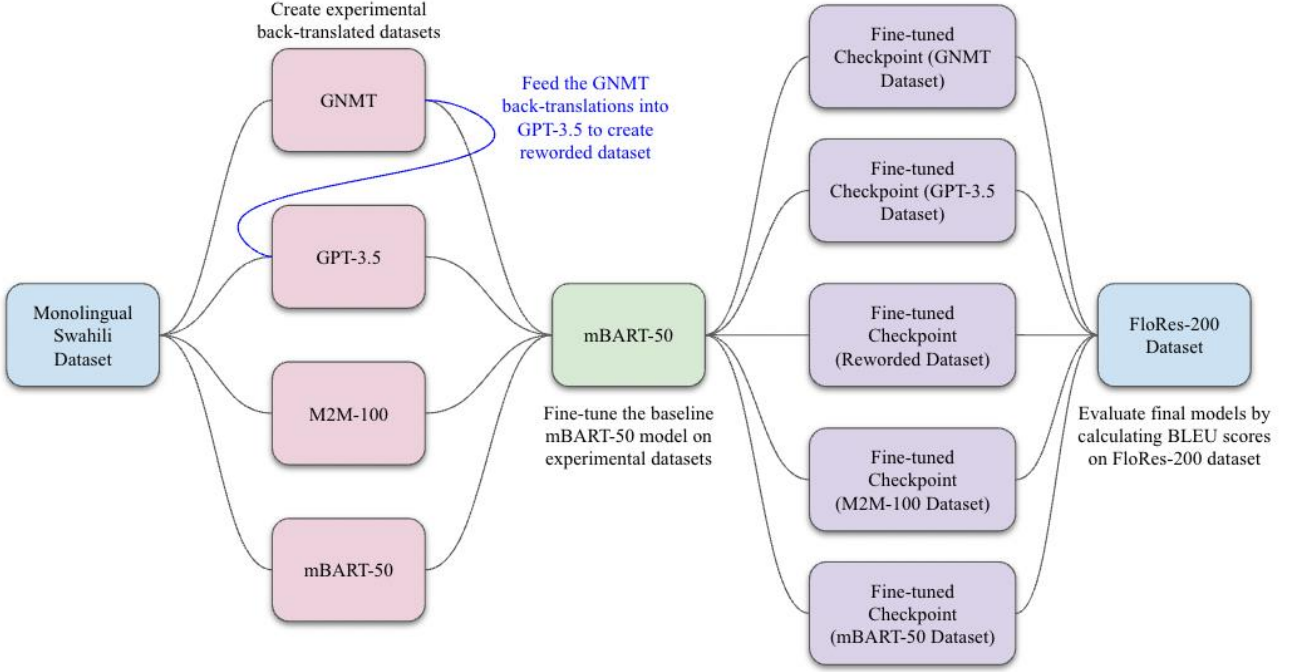 Create experimental
back-translated datasets
GNMT
Feed the GNMT
back-translations into
GPT-3.5 to create
reworded dataset
GPT-3.5
Monolingual
Swahili
Dataset
M2M-100
mBART-50
mBART-50
Fine-tune the baseline
mBART-50 model on
experimental datasets
Fine-tuned
Checkpoint (GNMT
Dataset)
Fine-tuned
Checkpoint (GPT-3.5
Dataset)
Fine-tuned
Checkpoint
(Reworded Dataset)
Fine-tuned
Checkpoint
(M2M-100 Dataset)
Fine-tuned
Checkpoint
(mBART-50 Dataset)
FloRes-200
Dataset
Evaluate final models by
calculating BLEU scores
on FloRes-200 dataset